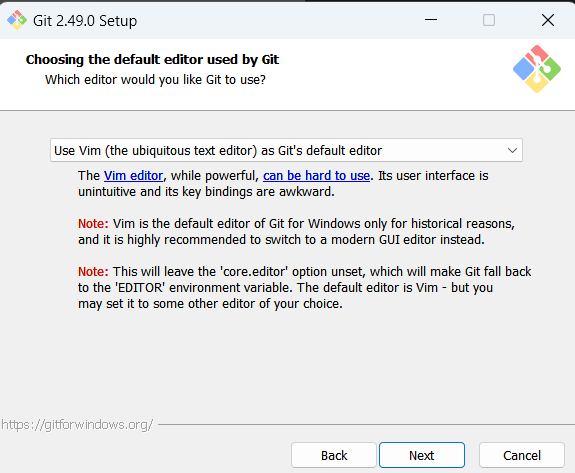 Git 2.49.0 Setup
Choosing the default editor used by Git
Which editor would you like Git to use?
Use Vim (the ubiquitous text editor) as Git's default editor
The Vim editor, while powerful, can be hard to use. Its user interface is
unintuitive and its key bindings are awkward.
Note: Vim is the default editor of Git for Windows only for historical reasons,
and it is highly recommended to switch to a modern GUI editor instead.
Note: This will leave the 'core.editor' option unset, which will make Git fall back
to the 'EDITOR' environment variable. The default editor is Vim - but you
may set it to some other editor of your choice.
https://gitforwindows.org/
Back Next Cancel